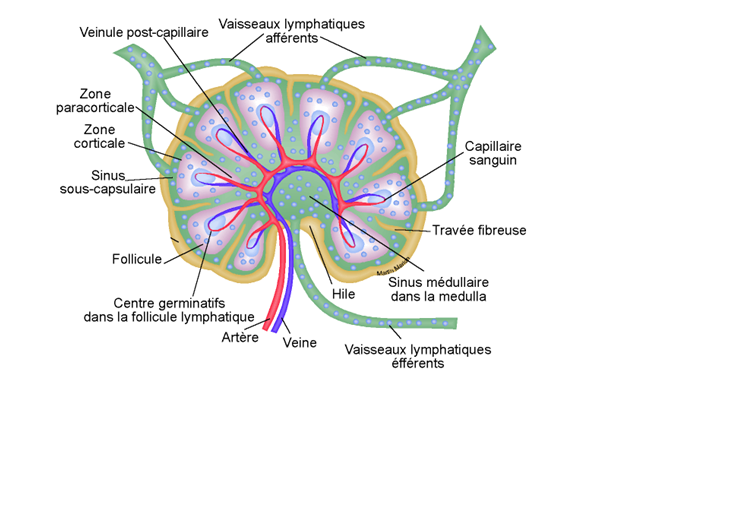 Vaisseaux lymphatiques
afférents
Veinule post-capillaire
Zone
paracorticale
Zone
corticale
Sinus
sous-capsulaire
Follicule
Centre germinatifs
dans la follicule lymphatique
Artère
Veine
Hile
Vaisseaux lymphatiques
éfférents
Sinus médullaire
dans la medulla
Travée fibreuse
Capillaire
sanguin